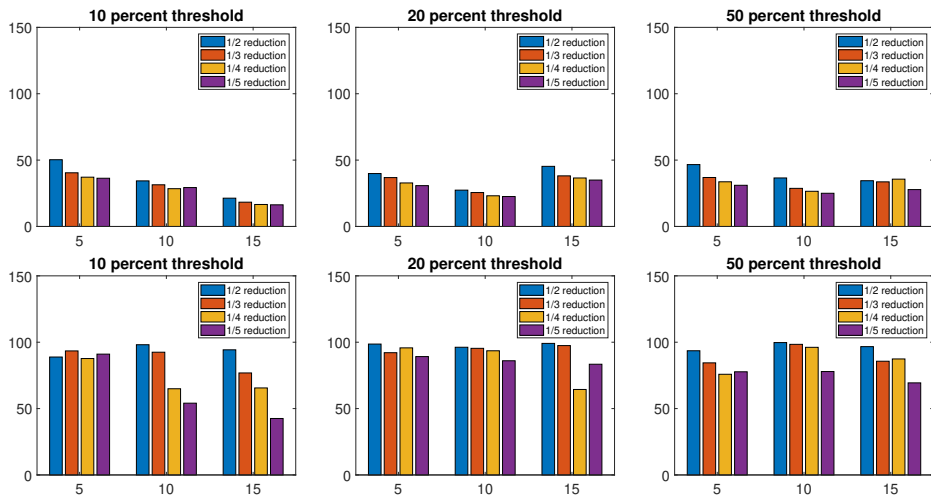 10 percent threshold
150
100
50
0
5 10 15
1/2 reduction
1/3 reduction
1/4 reduction
1/5 reduction
20 percent threshold
150
100
50
0
5 10 15
1/2 reduction
1/3 reduction
1/4 reduction
1/5 reduction
50 percent threshold
150
100
50
0
5 10 15
1/2 reduction
1/3 reduction
1/4 reduction
1/5 reduction
10 percent threshold
150
100
50
0
5 10 15
1/2 reduction
1/3 reduction
1/4 reduction
1/5 reduction
20 percent threshold
150
100
50
0
5 10 15
1/2 reduction
1/3 reduction
1/4 reduction
1/5 reduction
50 percent threshold
150
100
50
0
5 10 15
1/2 reduction
1/3 reduction
1/4 reduction
1/5 reduction